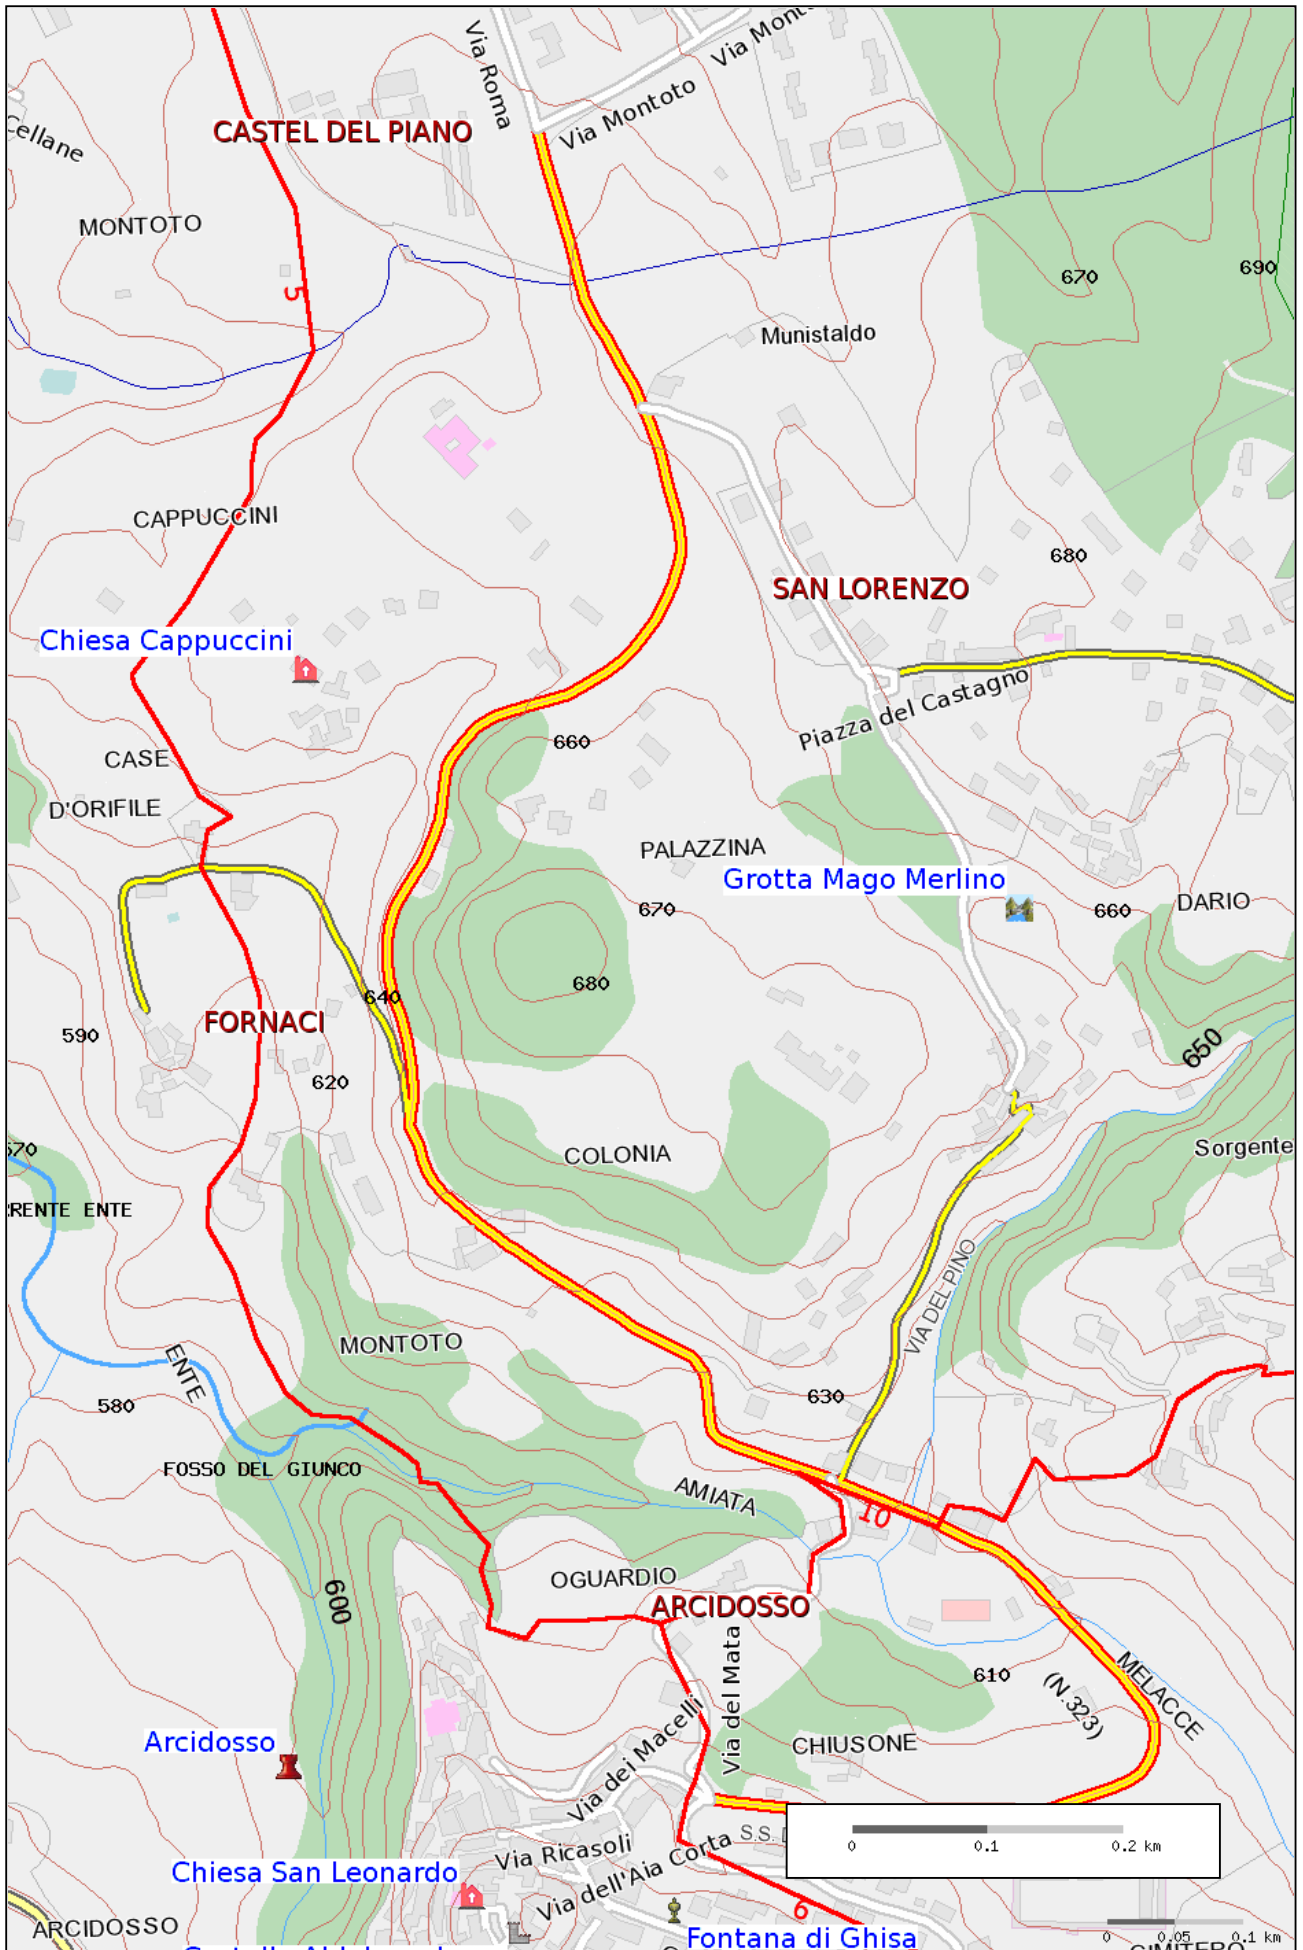 Via Roma
Via Montoto
CASTEL DEL PIANO
Via Montoto
MONTOTO
5
670
690
Munistaldo
CAPPUCCINI
680
SAN LORENZO
Chiesa Cappuccini
Piazza del Castagno
660
CASE
D'ORIFILE
PALAZZINA
Grotta Mago Merlino
670
660
DARIO
680
640
FORNACI
590
650
620
570
COLONIA
Sorgente
RRENTE ENTE
VIA DEL PINO
MONTOTO
ENTE
580
630
FOSSO DEL GIUNCO
AMIATA
10
OGUARDIO
600
ARCIDOSSO
Via del Mata
610
MELACCE
(N.323)
Arcidosso
Via dei Macelli
CHIUSONE
S.S.
0 0.1 0.2 km
Via Ricasoli
Via dell'Aia Corta
Chiesa San Leonardo
6
ARCIDOSSO
Fontana di Ghisa
0 0.05 0.1 km